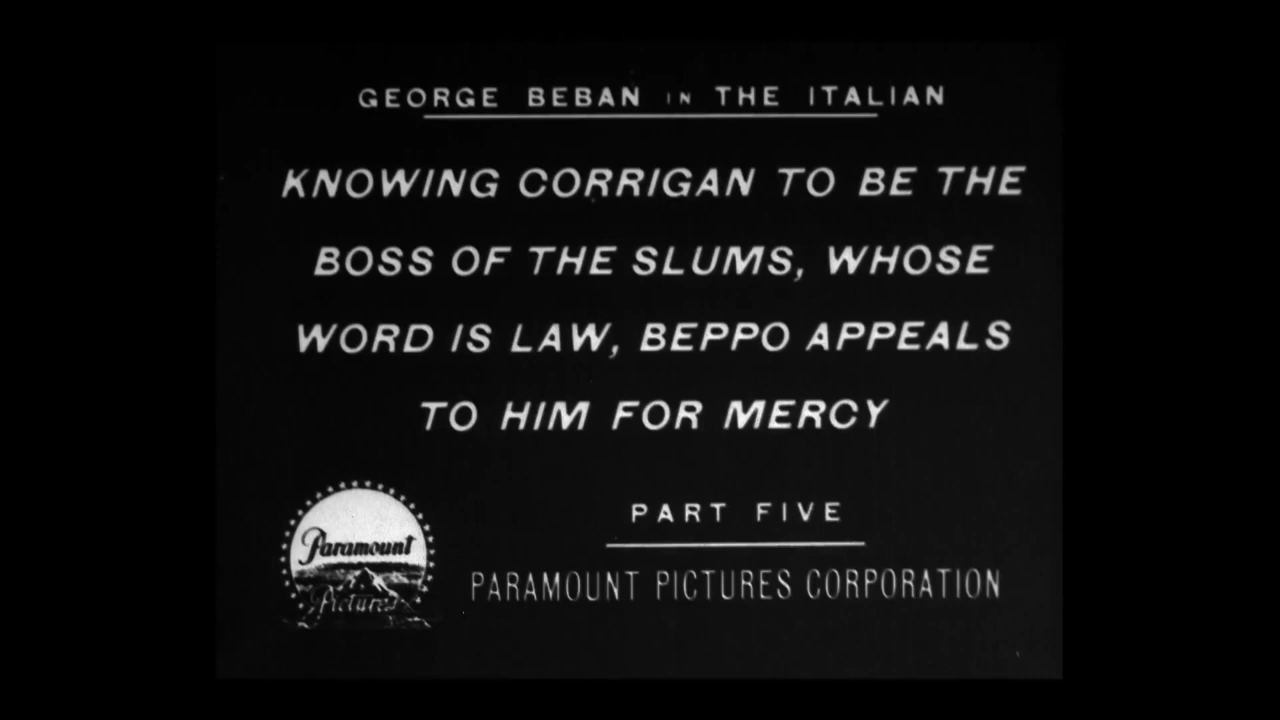 GEORGE BEBAN IN THE ITALIAN
KNOWING CORRIGAN TO BE THE
BOSS OF THE SLUMS, WHOSE
WORD IS LAW, BEPPO APPEALS
TO HIM FOR MERCY
PART FIVE
Paramount
Pictures
PARAMOUNT PICTURES CORPORATION